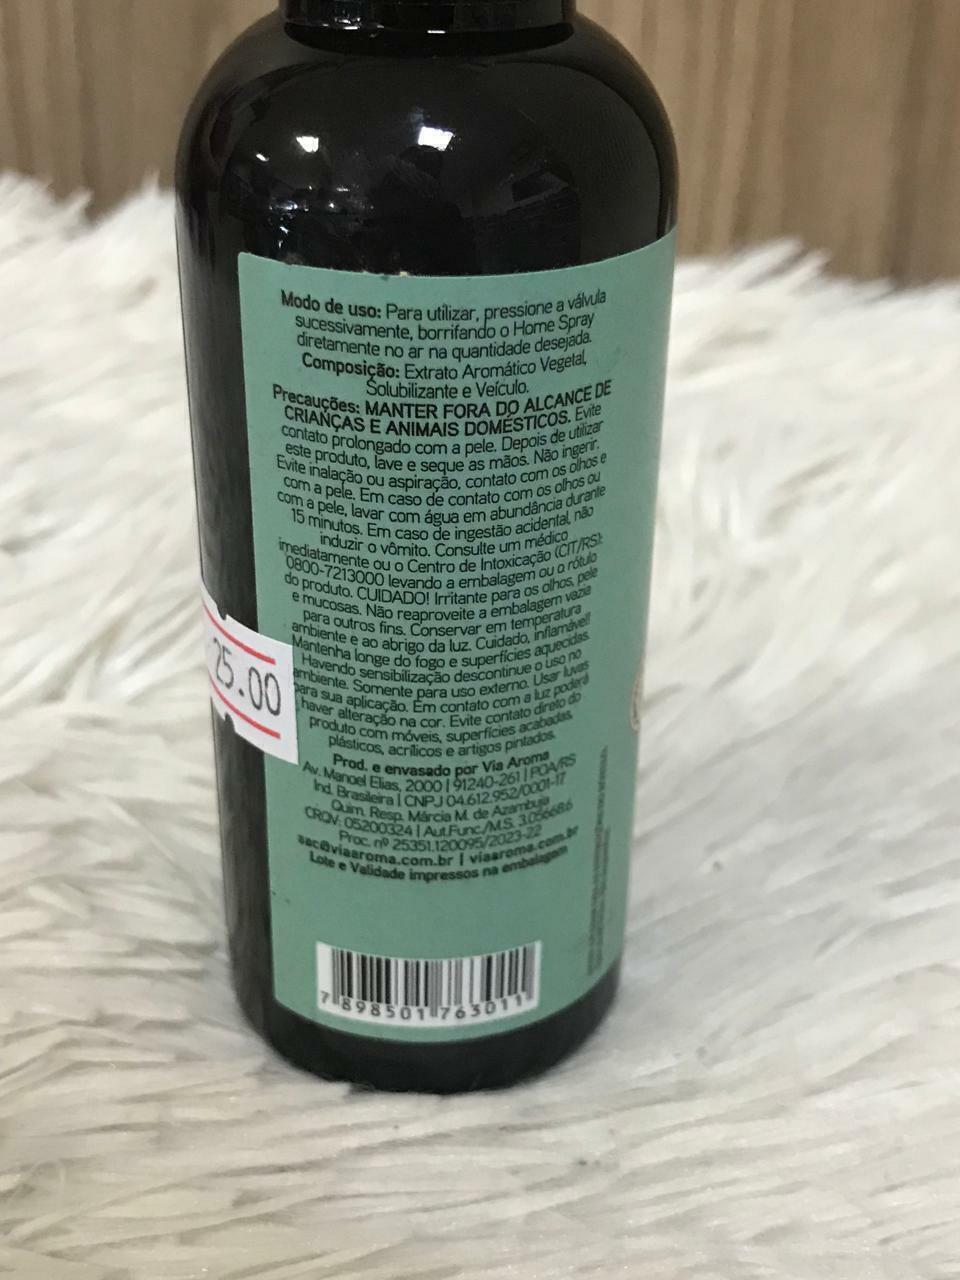 Modo de uso: Para utilizar, pressione a válvula
sucessivamente, borrifando o Home Spray
diretamente no ar na quantidade desejada.
Composição: Extrato Aromático Vegetal,
Solubilizante e Veículo.
Precauções: MANTER FORA DO ALCANCE DE
CRIANÇAS E ANIMAIS DOMÉSTICOS. Evite
contato prolongado com a pele. Depois de utilizar
este produto, lave e seque as mãos. Não ingerir.
Evite inalação ou aspiração, contato com os olhos e
com a pele. Em caso de contato com os olhos ou
com a pele, lavar com água em abundância durante
15 minutos. Em caso de ingestão acidental, não
induzir o vômito. Consulte um médico
imediatamente ou o Centro de Intoxicação (CIT/RS):
0800-7213000 levando a embalagem ou o rótulo
do produto. CUIDADO! Irritante para os olhos, pele
e mucosas. Não reaproveite a embalagem vazia
para outros fins. Conservar em temperatura
ambiente e ao abrigo da luz. Cuidado, inflamável!
Mantenha longe do fogo e superfícies aquecidas.
Havendo sensibilização descontinue o uso no
ambiente. Somente para uso externo. Usar luvas
para sua aplicação. Em contato com a luz poderá
haver alteração na cor. Evite contato direto do
produto com móveis, superfícies acabadas,
plásticos, acrílicos e artigos pintados.
Prod. e envasado por Via Aroma
Av. Manoel Elias, 2000 | 91240-261 | POA/RS
Ind. Brasileira | CNPJ 04.612.952/0001-17
Quim. Resp. Márcia M. de Azambuja
CRQV: 05200324 | Aut.Func./M.S. 3.05668.6
Proc. nº 25351.120095/2023-22
sac@viaaroma.com.br | viaaroma.com.br
Lote e Validade impressos na embalagem
7 898501 763011
25.00